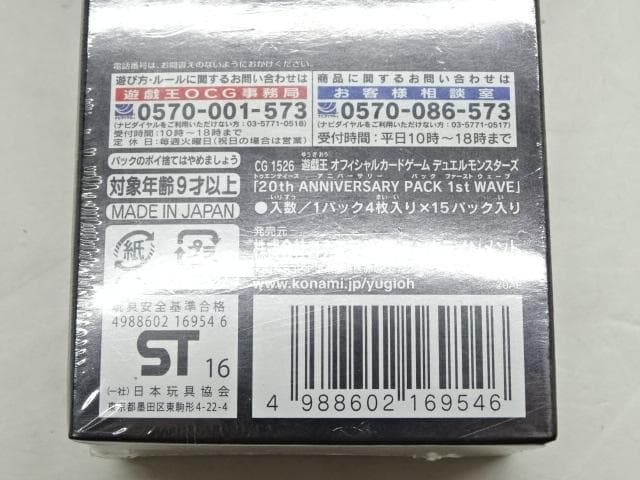 電話番号は、お間違えのないようにおかけください。
遊び方・ルールに関するお問い合わせは
遊戯王OCG事務局
0570-001-573
(ナビダイヤルをご利用いただけない方：03-5771-0518)
受付時間：10時〜18時まで
定休日：毎週火曜日(祝日の場合は営業)
商品に関するお問い合わせは
お客様相談室
0570-086-573
(ナビダイヤルをご利用いただけない方：03-5771-0517)
受付時間：平日10時〜18時まで
パックのポイ捨てはやめましょう
対象年齢9才以上
MADE IN JAPAN
紙
プラ
CG 1526 遊戯王 オフィシャルカードゲーム デュエルモンスターズ
「20th ANNIVERSARY PACK 1st WAVE」
●入数/1パック4枚入り×15パック入り
発売元
株式会社
www.konami.jp/yugioh
玩具安全基準合格
4988602 16954 6
ST 16
(一社)日本玩具協会
東京都墨田区東駒形4-22-4
4 988602 169546